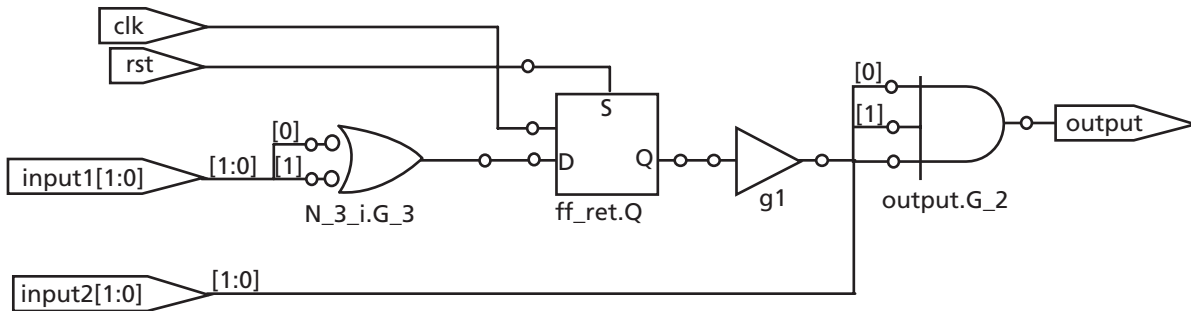 clk
rst
[0]
[1]
input1[1:0]
[1:0]
N_3_i.G_3
S
D
Q
ff_ret.Q
g1
[0]
[1]
output.G_2
output
input2[1:0]
[1:0]